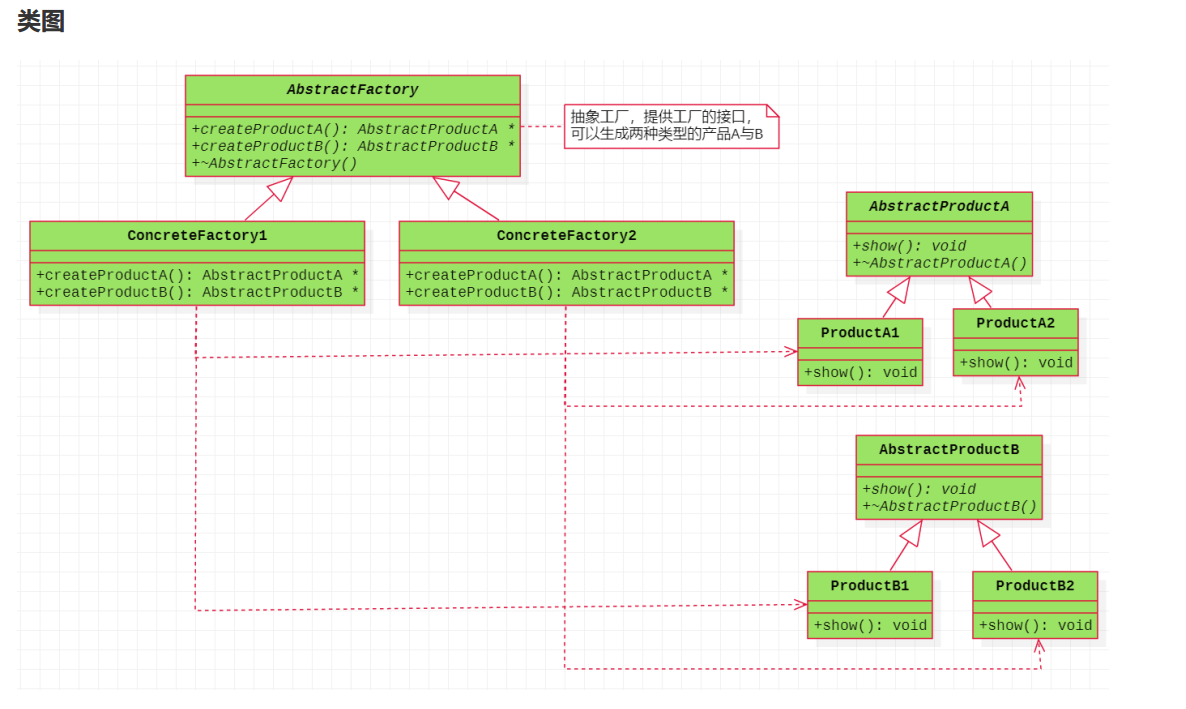 类图
AbstractFactory
+createProductA(): AbstractProductA *
+createProductB(): AbstractProductB *
+~AbstractFactory()
抽象工厂，提供工厂的接口，
可以生成两种类型的产品A与B
ConcreteFactory1
+createProductA(): AbstractProductA *
+createProductB(): AbstractProductB *
ConcreteFactory2
+createProductA(): AbstractProductA *
+createProductB(): AbstractProductB *
AbstractProductA
+show(): void
+~AbstractProductA()
ProductA1
+show(): void
ProductA2
+show(): void
AbstractProductB
+show(): void
+~AbstractProductB()
ProductB1
+show(): void
ProductB2
+show(): void